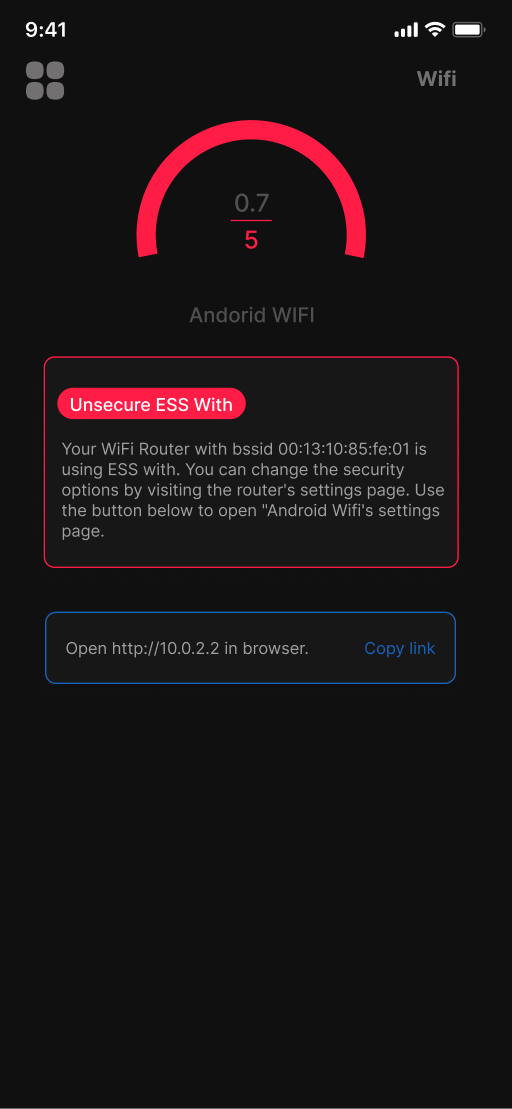 9:41
Wifi
0.7
5
Andorid WIFI
Unsecure ESS With
Your WiFi Router with bssid 00:13:10:85:fe:01 is
using ESS with. You can change the security
options by visiting the router's settings page. Use
the button below to open "Android Wifi's settings
page.
Open http://10.0.2.2 in browser. Copy link